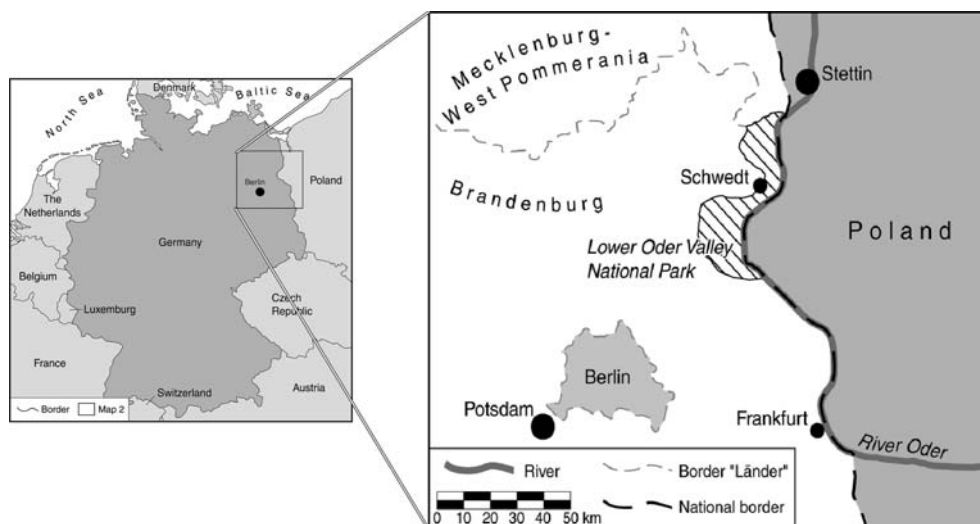 North Sea
Denmark
Baltic Sea
Berlin
Poland
The
Netherlands
Germany
Belgium
Luxemburg
Czech
Republic
France
Switzerland
Austria
Border
Map 2
Mecklenburg-
West Pommerania
Stettin
Schwedt
Brandenburg
Poland
Lower Oder Valley
National Park
Berlin
Potsdam
Frankfurt
River Oder
River
Border "Länder"
National border
0 10 20 30 40 50 km